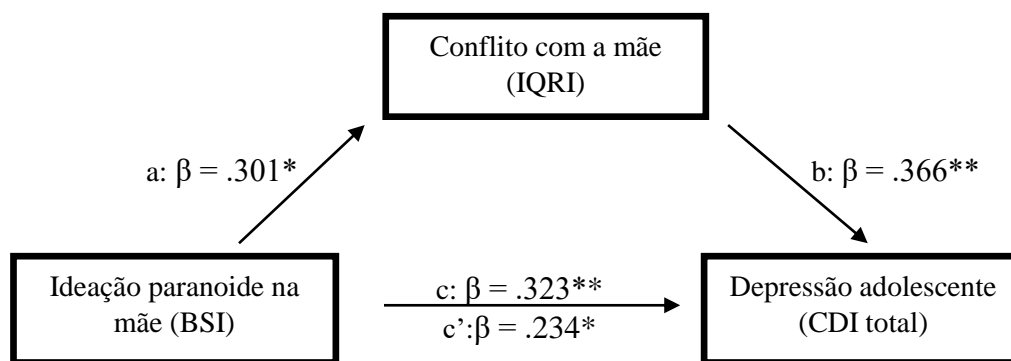 Conflito com a mãe
(IQRI)
a: β = .301*
b: β = .366**
Ideação paranoide na
mãe (BSI)
c: β = .323**
c’:β = .234*
Depressão adolescente
(CDI total)